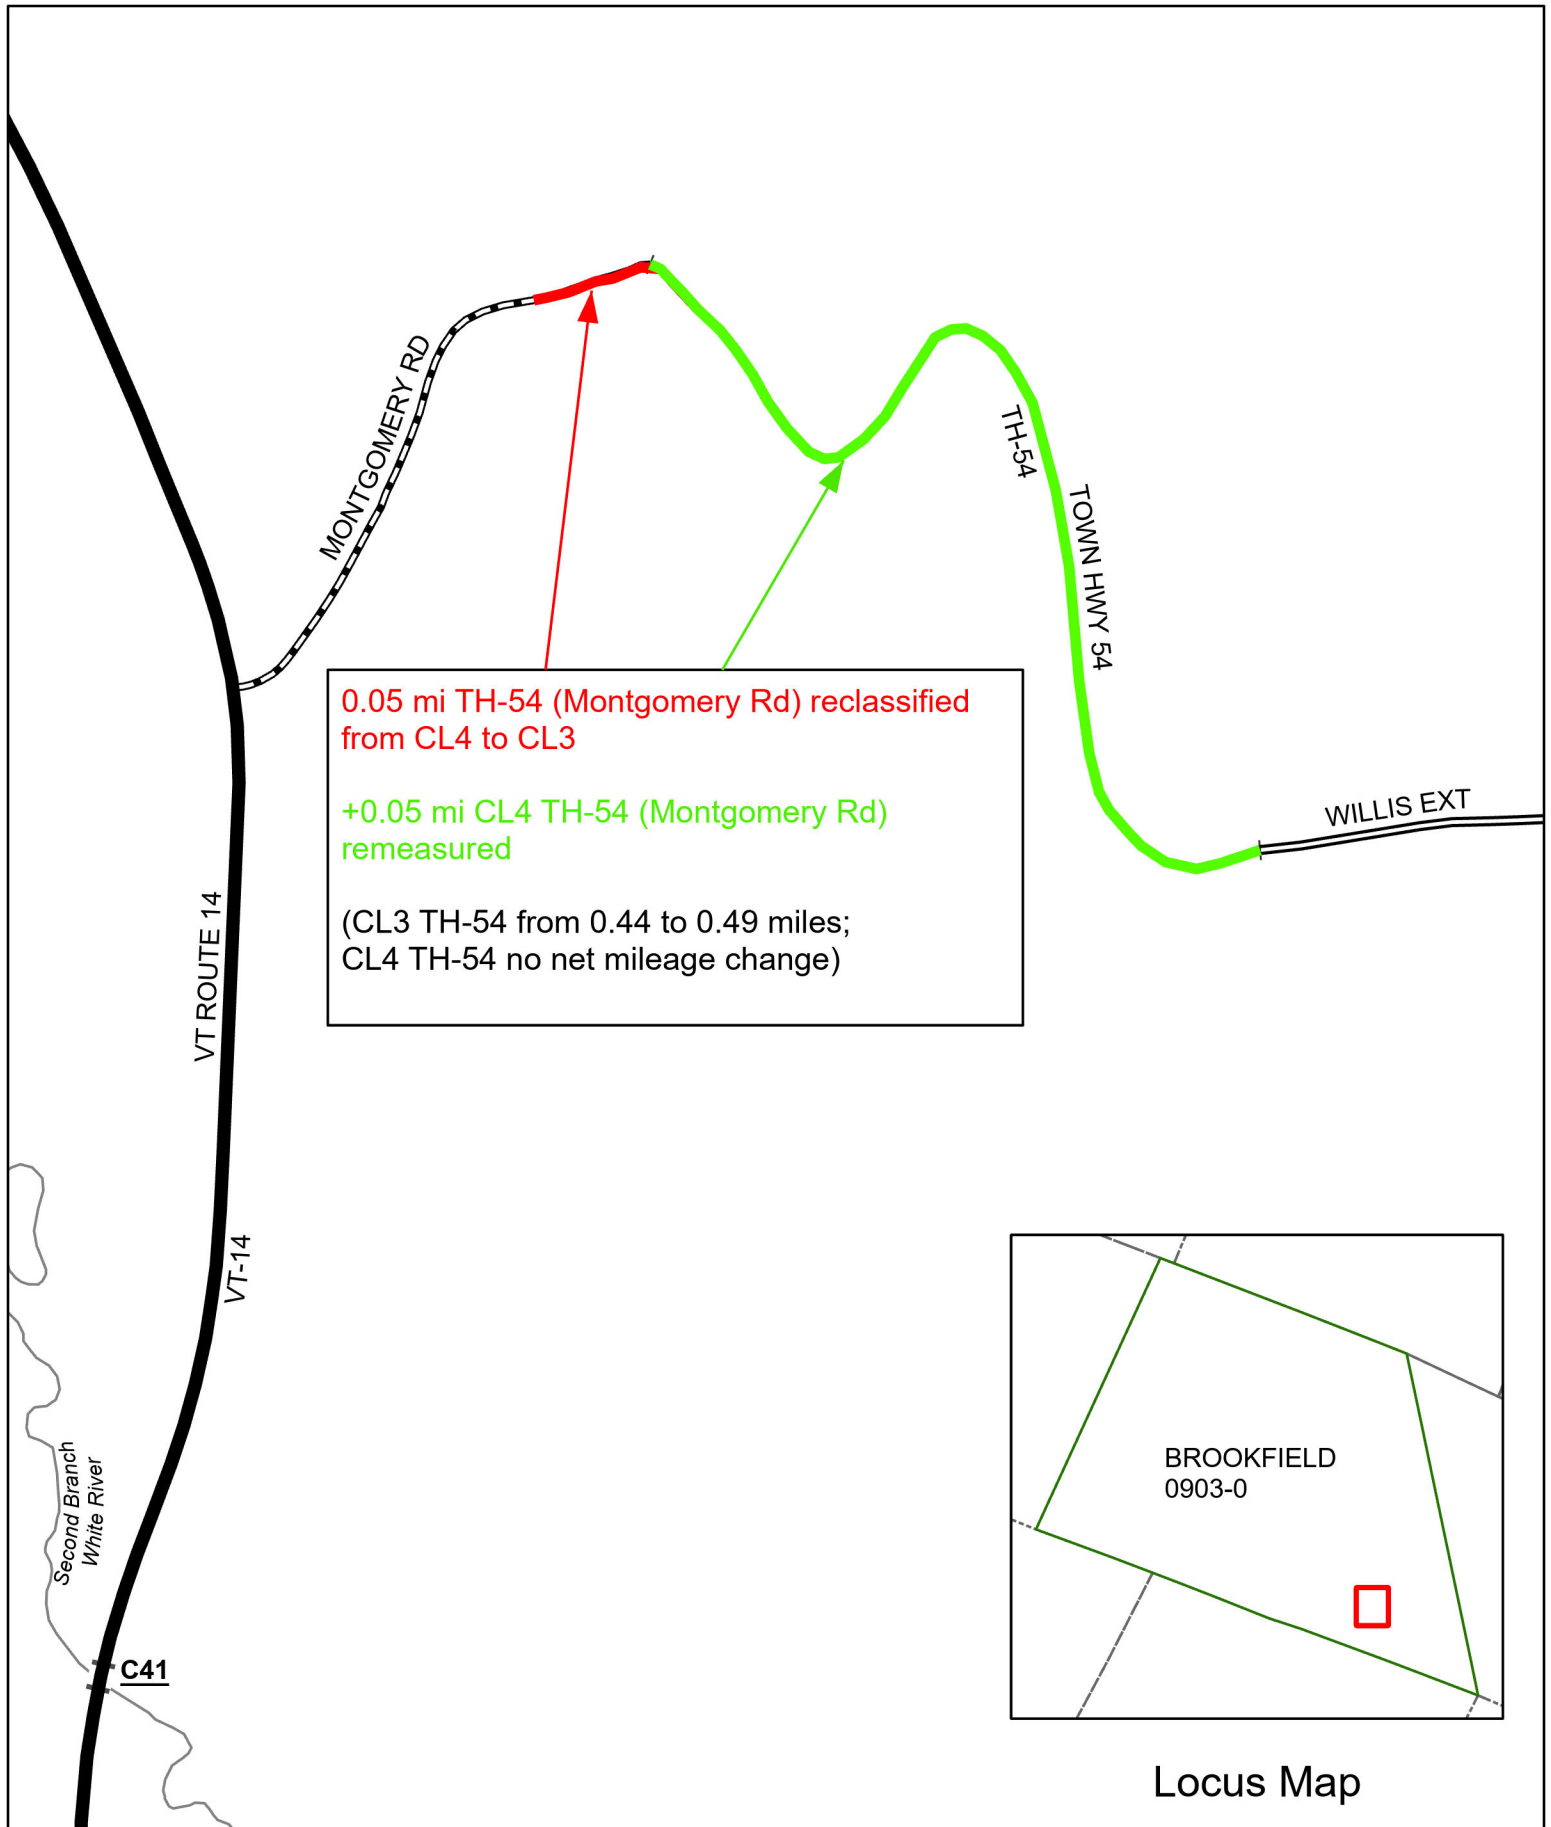 MONTGOMERY RD
TH-54
TOWN HWY 54
0.05 mi TH-54 (Montgomery Rd) reclassified
from CL4 to CL3
+0.05 mi CL4 TH-54 (Montgomery Rd)
remeasured
(CL3 TH-54 from 0.44 to 0.49 miles;
CL4 TH-54 no net mileage change)
WILLIS EXT
VT ROUTE 14
VT-14
Second Branch
White River
C41
BROOKFIELD
0903-0
Locus Map